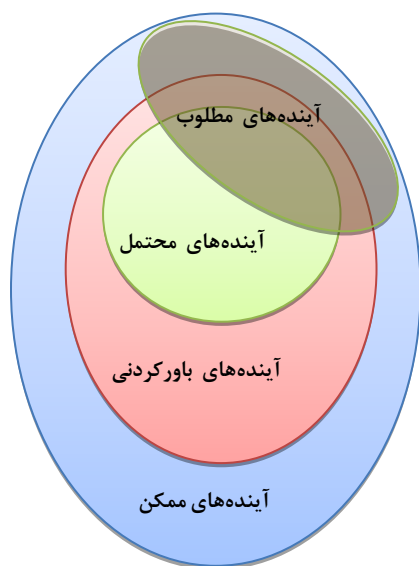 آینده‌های مطلوب
آینده‌های محتمل
آینده‌های باورکردنی
آینده‌های ممکن